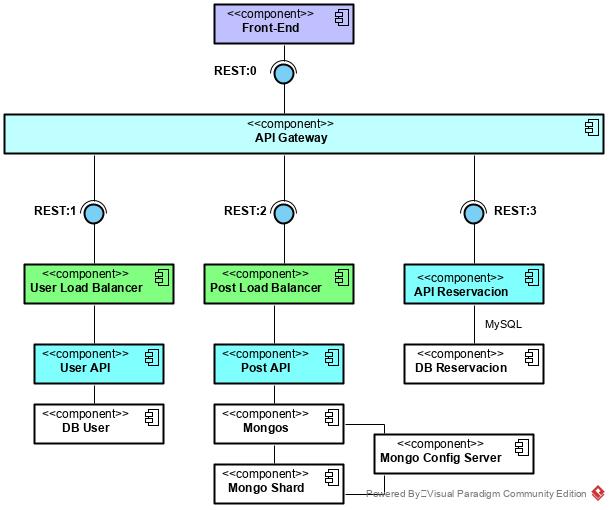 <<component>>
Front-End
REST:0
<<component>>
API Gateway
REST:1
REST:2
REST:3
<<component>>
User Load Balancer
<<component>>
Post Load Balancer
<<component>>
API Reservacion
MySQL
<<component>>
User API
<<component>>
Post API
<<component>>
DB Reservacion
<<component>>
DB User
<<component>>
Mongos
<<component>>
Mongo Config Server
<<component>>
Mongo Shard
Powered By Visual Paradigm Community Edition